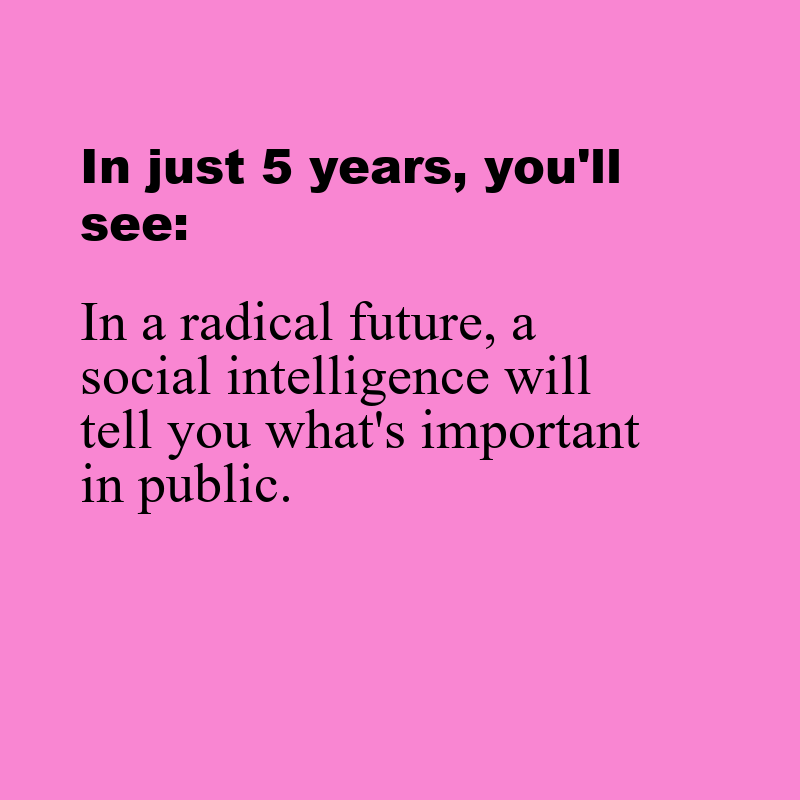 In just 5 years, you'll
see:
In a radical future, a
social intelligence will
tell you what's important
in public.